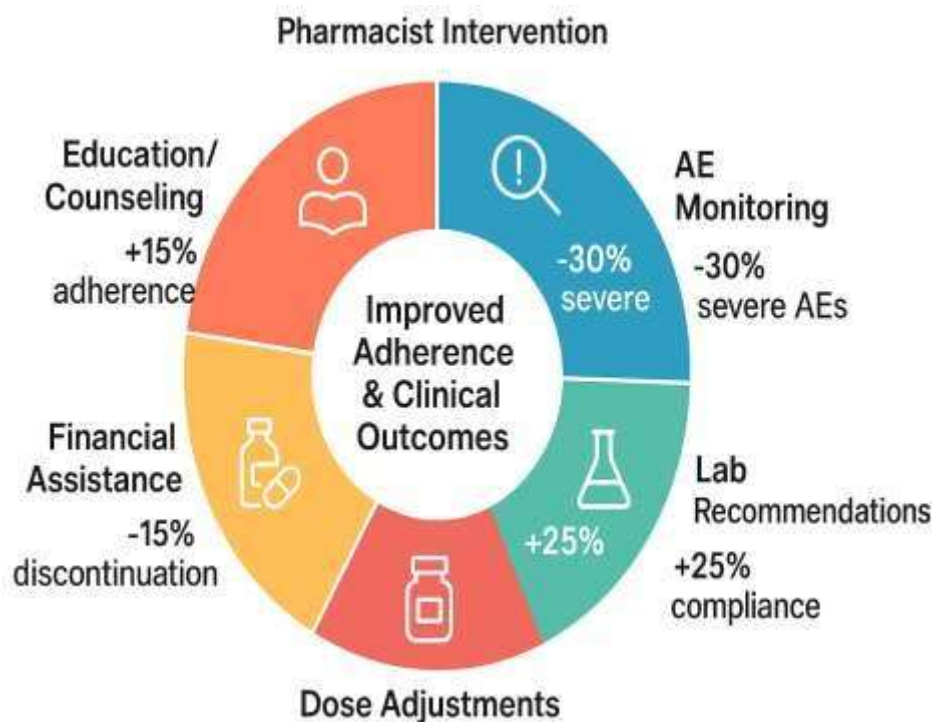 Pharmacist Intervention
Education/
Counseling
+15%
adherence
AE
Monitoring
-30%
severe AEs
-30%
severe
Improved
Adherence
& Clinical
Outcomes
Financial
Assistance
-15%
discontinuation
Lab
Recommendations
+25%
compliance
+25%
Dose Adjustments